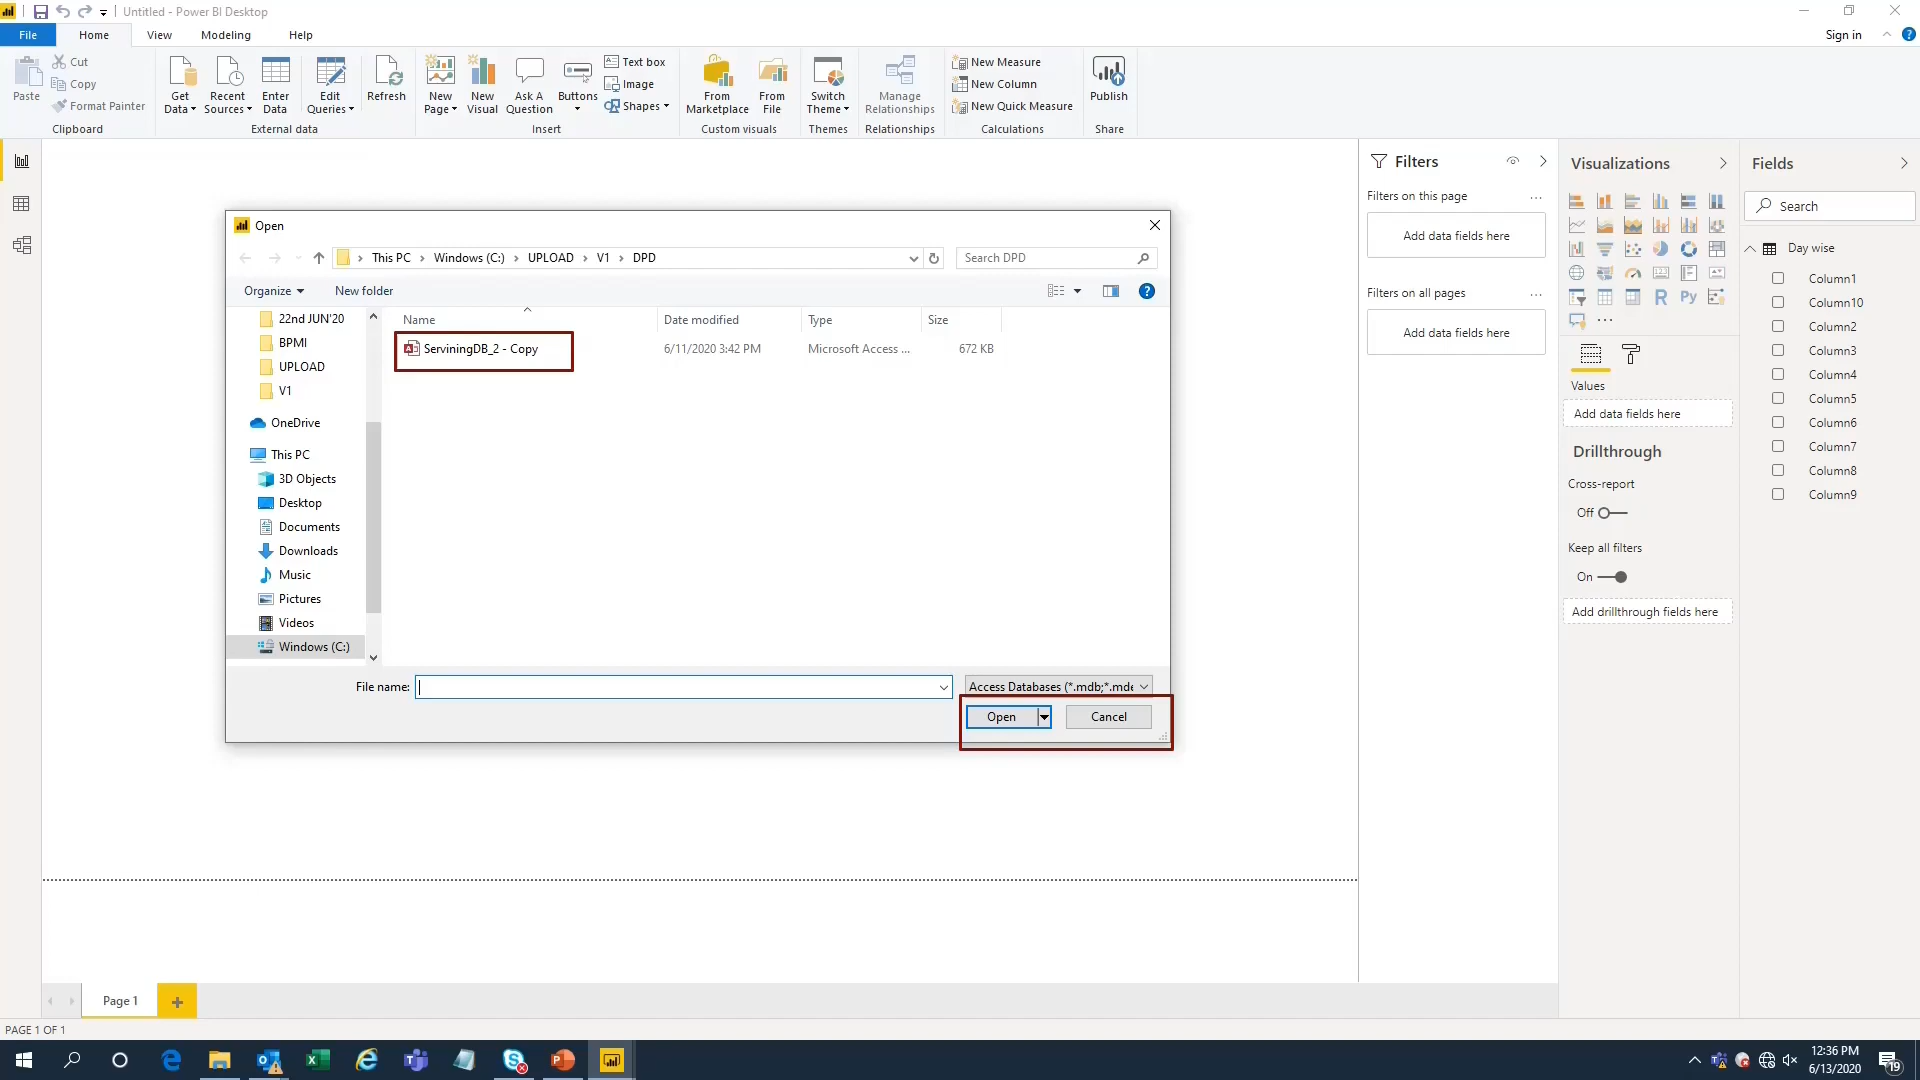 Untitled - Power BI Desktop
File Home View Modeling Help
Sign in
Paste
Cut
Copy
Format Painter
Clipboard
Get Data
Recent Sources
Enter Data
Edit Queries
Refresh
External data
New Page
New Visual
Ask A Question
Buttons
Text box
Image
Shapes
Insert
From Marketplace
From File
Custom visuals
Switch Theme
Themes
Manage Relationships
Relationships
New Measure
New Column
New Quick Measure
Calculations
Publish
Share
Open
This PC > Windows (C:) > UPLOAD > V1 > DPD
Search DPD
Organize
New folder
22nd JUN'20
BPMI
UPLOAD
V1
OneDrive
This PC
3D Objects
Desktop
Documents
Downloads
Music
Pictures
Videos
Windows (C:)
Name Date modified Type Size
ServiningDB_2 - Copy 6/11/2020 3:42 PM Microsoft Access ... 672 KB
File name:
Access Databases (*.mdb;*.mde
Open
Cancel
Filters
Filters on this page
...
Add data fields here
Filters on all pages
...
Add data fields here
Visualizations
R
Py
...
Values
Add data fields here
Drillthrough
Cross-report
Off
Keep all filters
On
Add drillthrough fields here
Fields
Search
Day wise
Column1
Column10
Column2
Column3
Column4
Column5
Column6
Column7
Column8
Column9
Page 1
+
PAGE 1 OF 1
12:36 PM
6/13/2020
19